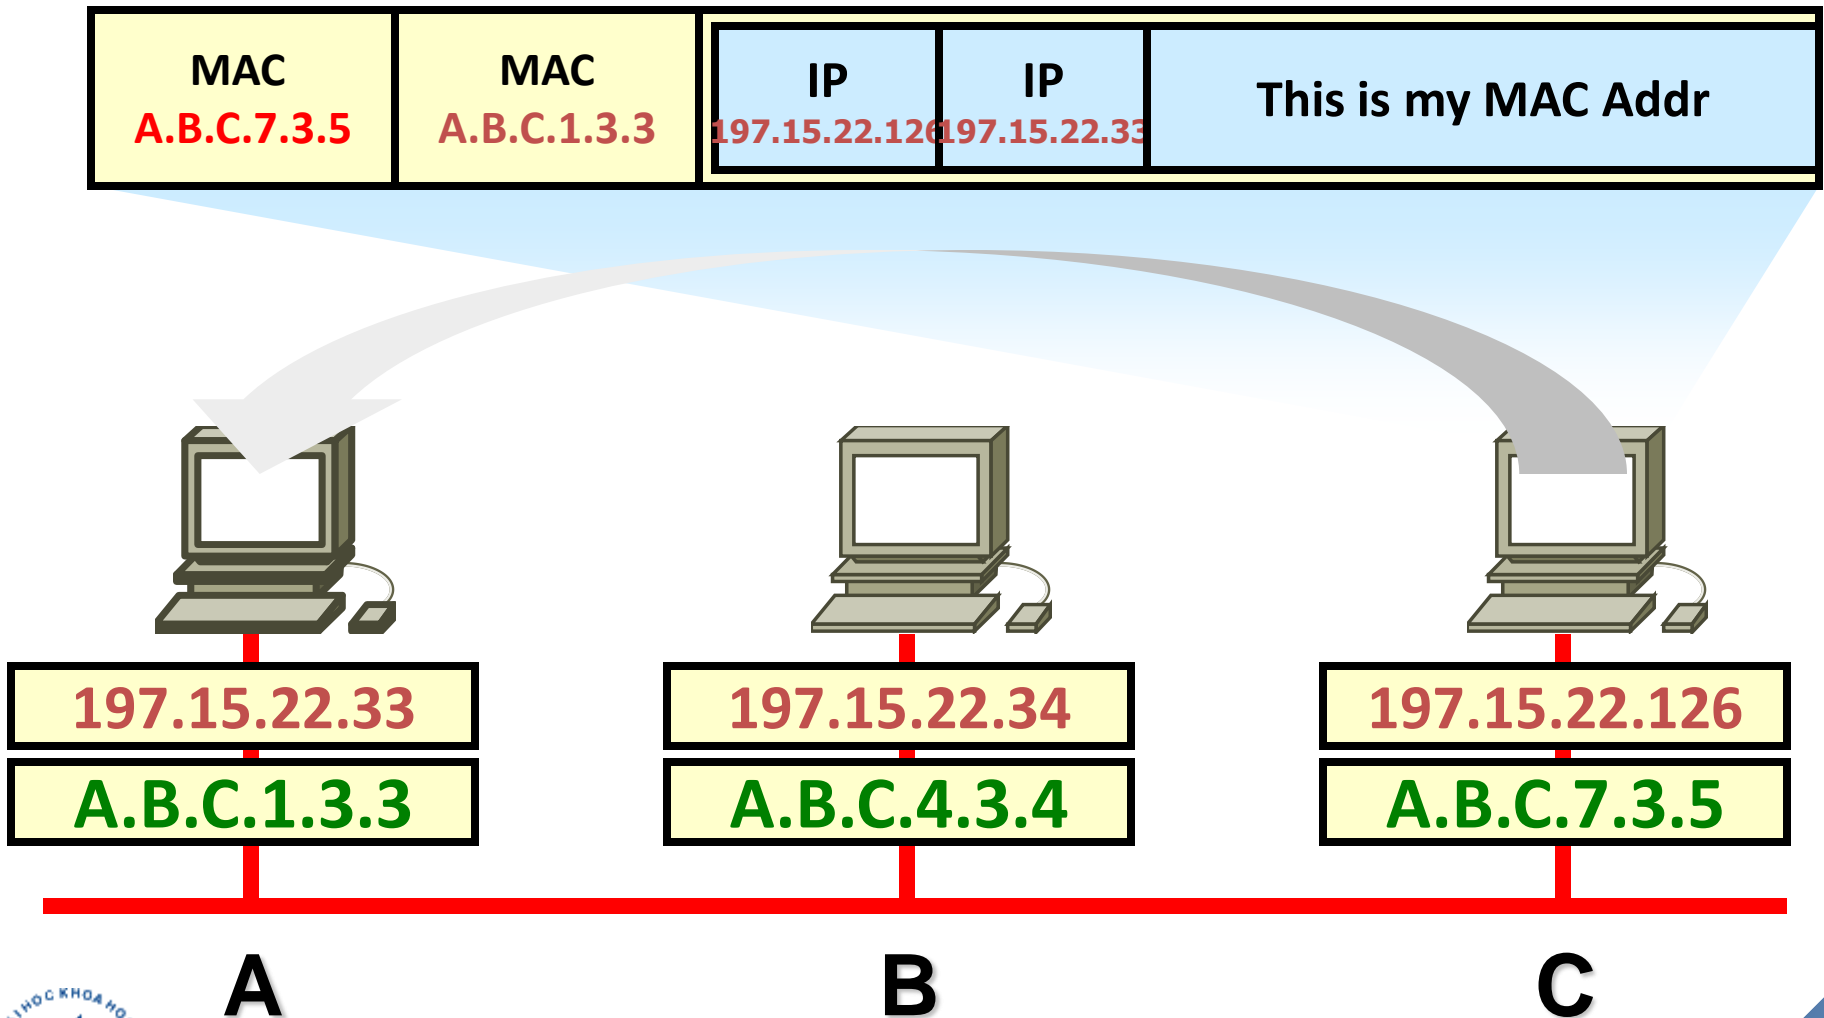 MAC
A.B.C.7.3.5
MAC
A.B.C.1.3.3
IP
197.15.22.126
IP
197.15.22.33
This is my MAC Addr
197.15.22.33
197.15.22.34
197.15.22.126
A.B.C.1.3.3
A.B.C.4.3.4
A.B.C.7.3.5
A
B
C
HỌC KHOA